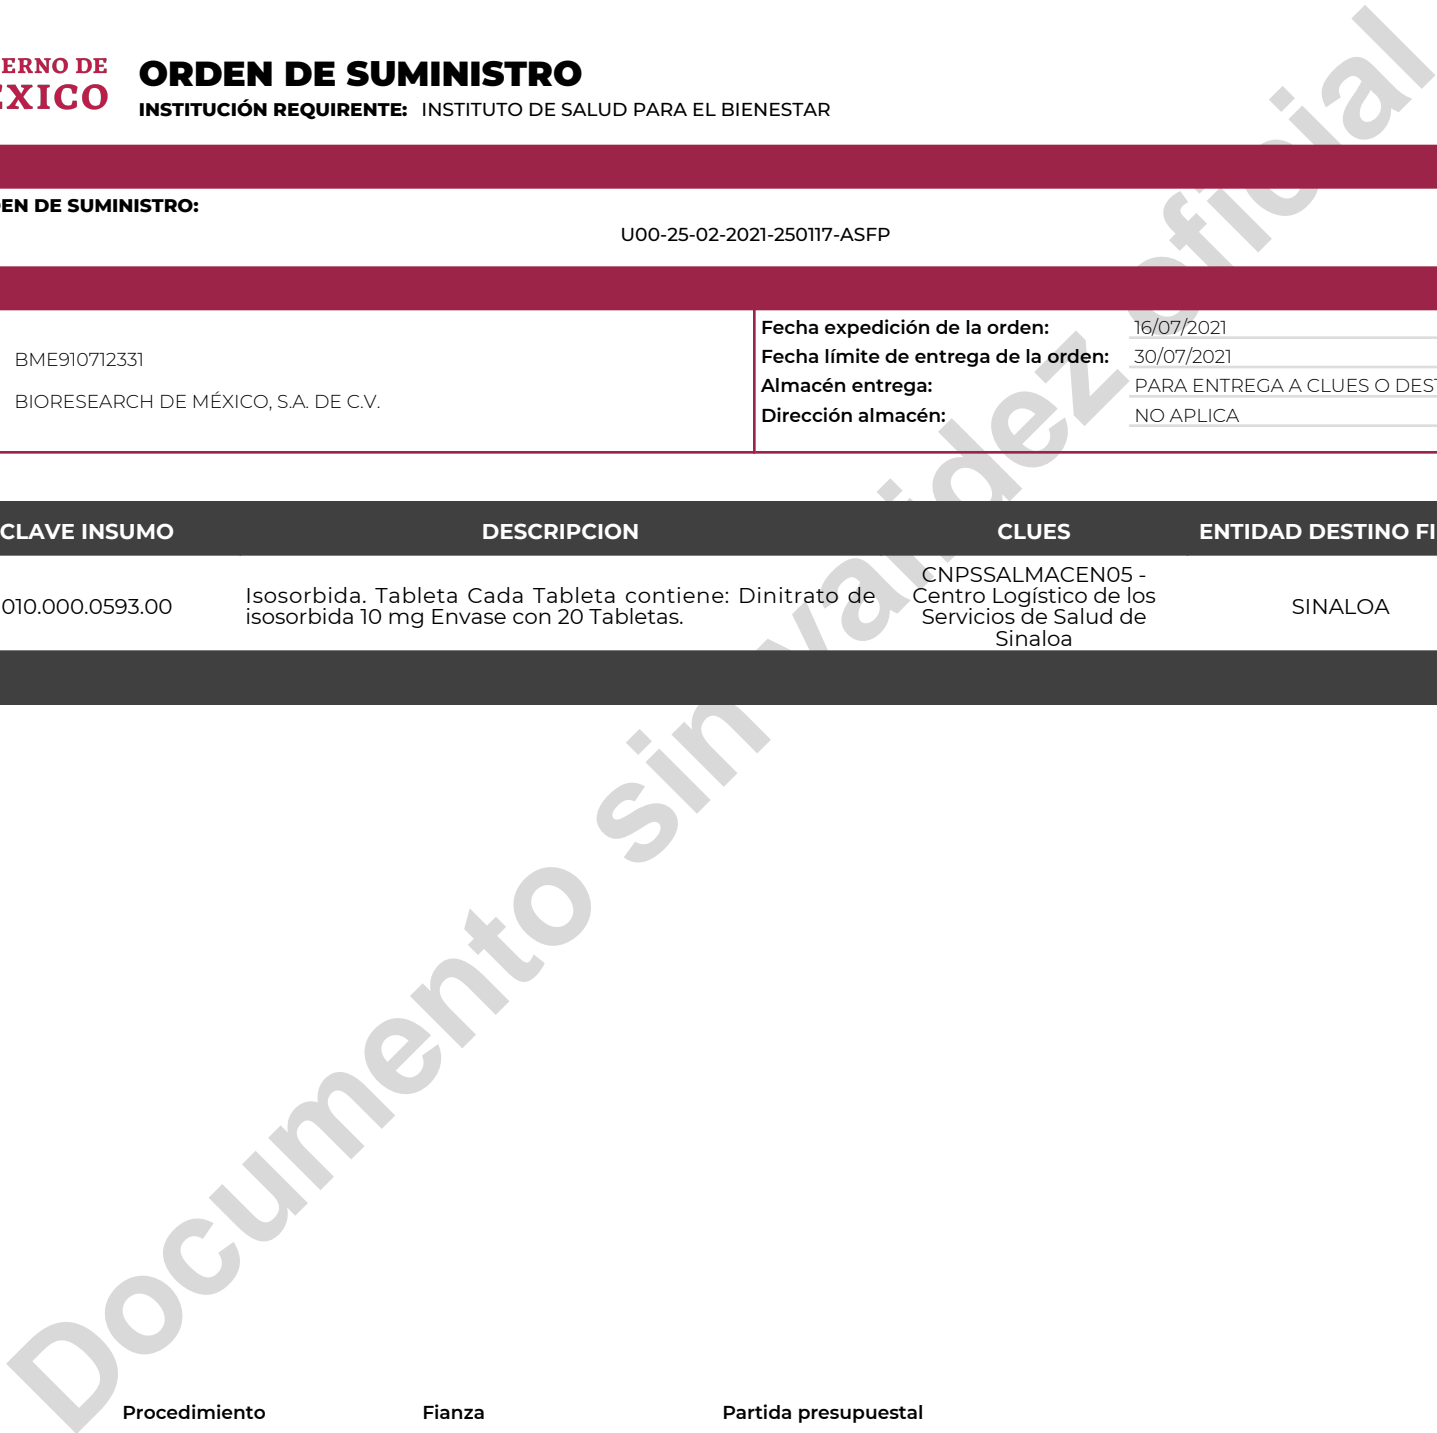 ERNO DE
ÉXICO
ORDEN DE SUMINISTRO
INSTITUCIÓN REQUIRENTE: INSTITUTO DE SALUD PARA EL BIENESTAR
EN DE SUMINISTRO:
U00-25-02-2021-250117-ASFP
BME910712331
BIORESEARCH DE MÉXICO, S.A. DE C.V.
Fecha expedición de la orden: 16/07/2021
Fecha límite de entrega de la orden: 30/07/2021
Almacén entrega: PARA ENTREGA A CLUES O DEST
Dirección almacén: NO APLICA
CLAVE INSUMO DESCRIPCION CLUES ENTIDAD DESTINO FI
010.000.0593.00
Isosorbida. Tableta Cada Tableta contiene: Dinitrato de
isosorbida 10 mg Envase con 20 Tabletas.
CNPSSALMACEN05 -
Centro Logístico de los
Servicios de Salud de
Sinaloa
SINALOA
Documento sin validez oficial
Procedimiento Fianza Partida presupuestal